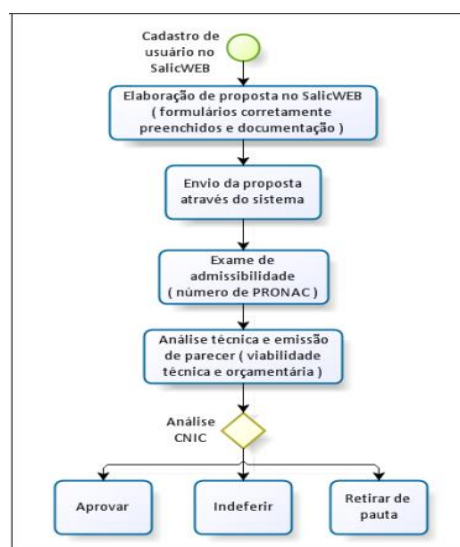 Cadastro de
usuário no
SalicWEB
Elaboração de proposta no SalicWEB
( formulários corretamente
preenchidos e documentação )
Envio da proposta
através do sistema
Exame de
admissibilidade
( número de PRONAC )
Análise técnica e emissão
de parecer ( viabilidade
técnica e orçamentária )
Análise
CNIC
Aprovar
Indeferir
Retirar de
pauta